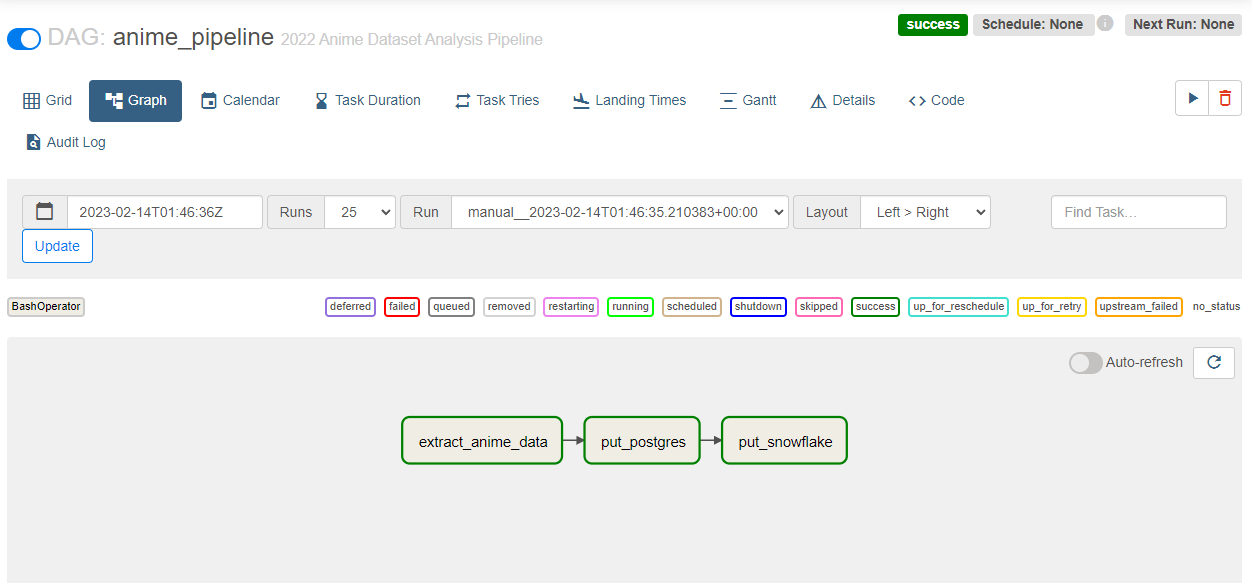 DAG: anime_pipeline 2022 Anime Dataset Analysis Pipeline
success Schedule: None i Next Run: None
Grid Graph Calendar Task Duration Task Tries Landing Times Gantt Details Code
Audit Log
2023-02-14T01:46:36Z Runs 25 Run manual__2023-02-14T01:46:35.210383+00:00 Layout Left > Right Find Task...
Update
BashOperator deferred failed queued removed restarting running scheduled shutdown skipped success up_for_reschedule up_for_retry upstream_failed no_status
Auto-refresh
extract_anime_data put_postgres put_snowflake